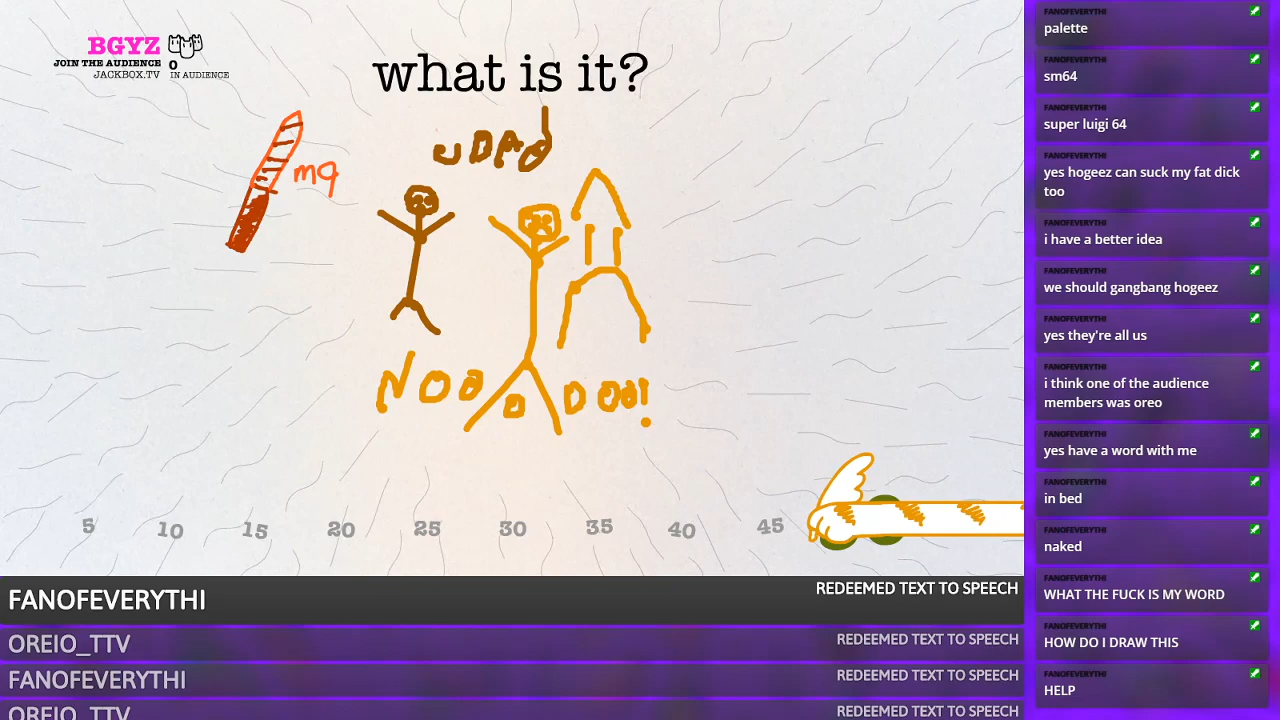 BGYZ
JOIN THE AUDIENCE
JACKBOX.TV
0
IN AUDIENCE
what is it?
5
10
15
20
25
30
35
40
45
FANOFEVERYTHI
REDEEMED TEXT TO SPEECH
OREIO_TTV
REDEEMED TEXT TO SPEECH
FANOFEVERYTHI
REDEEMED TEXT TO SPEECH
OREIO_TTV
REDEEMED TEXT TO SPEECH
FANOFEVERYTHI
palette
FANOFEVERYTHI
sm64
FANOFEVERYTHI
super luigi 64
FANOFEVERYTHI
yes hogeez can suck my fat dick
too
FANOFEVERYTHI
i have a better idea
FANOFEVERYTHI
we should gangbang hogeez
FANOFEVERYTHI
yes they're all us
FANOFEVERYTHI
i think one of the audience
members was oreo
FANOFEVERYTHI
yes have a word with me
FANOFEVERYTHI
in bed
FANOFEVERYTHI
naked
FANOFEVERYTHI
WHAT THE FUCK IS MY WORD
FANOFEVERYTHI
HOW DO I DRAW THIS
FANOFEVERYTHI
HELP